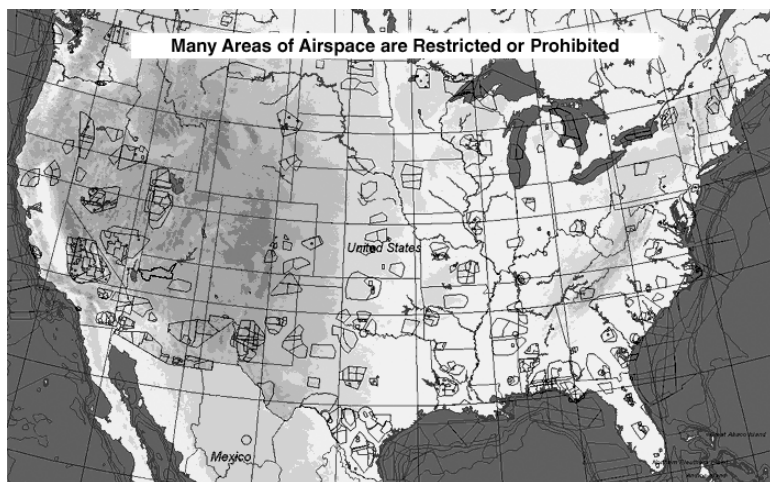 Many Areas of Airspace are Restricted or Prohibited
United States
Mexico